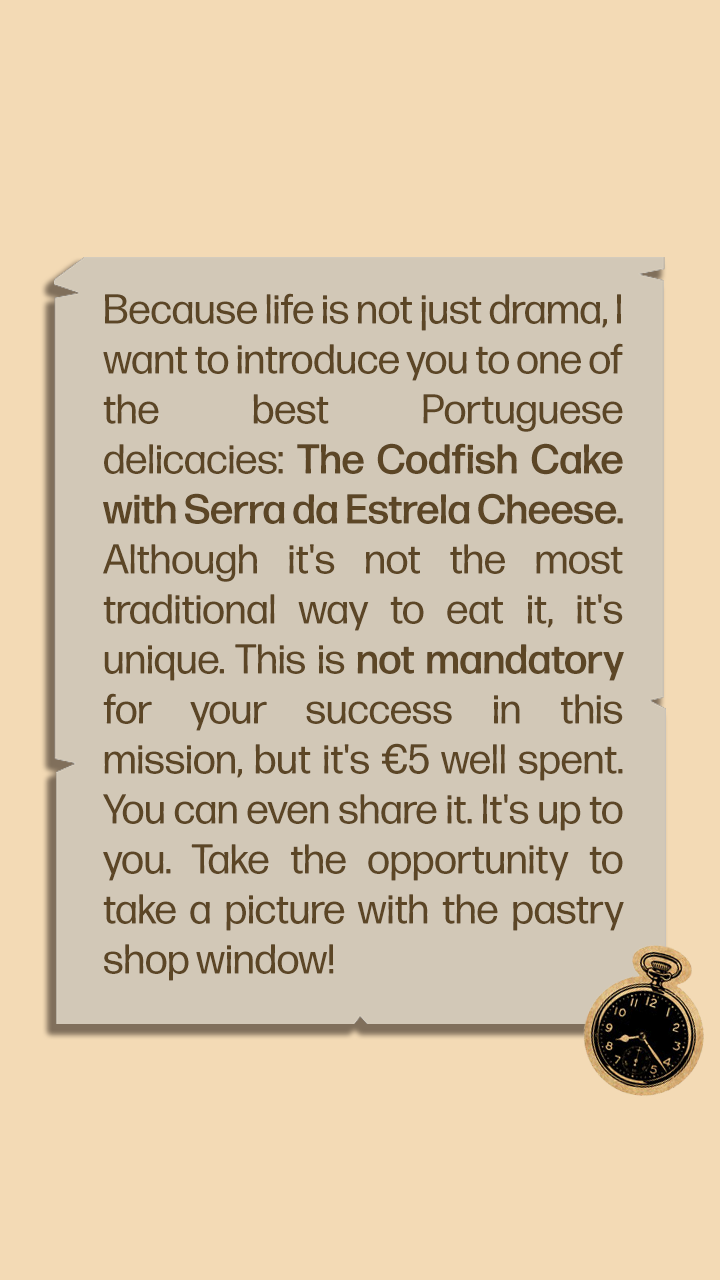 Because life is not just drama, I
want to introduce you to one of
the best Portuguese
delicacies: The Codfish Cake
with Serra da Estrela Cheese.
Although it's not the most
traditional way to eat it, it's
unique. This is not mandatory
for your success in this
mission, but it's €5 well spent.
You can even share it. It's up to
you. Take the opportunity to
take a picture with the pastry
shop window!
10 11 12 1
9 2
8 3
7 5 4